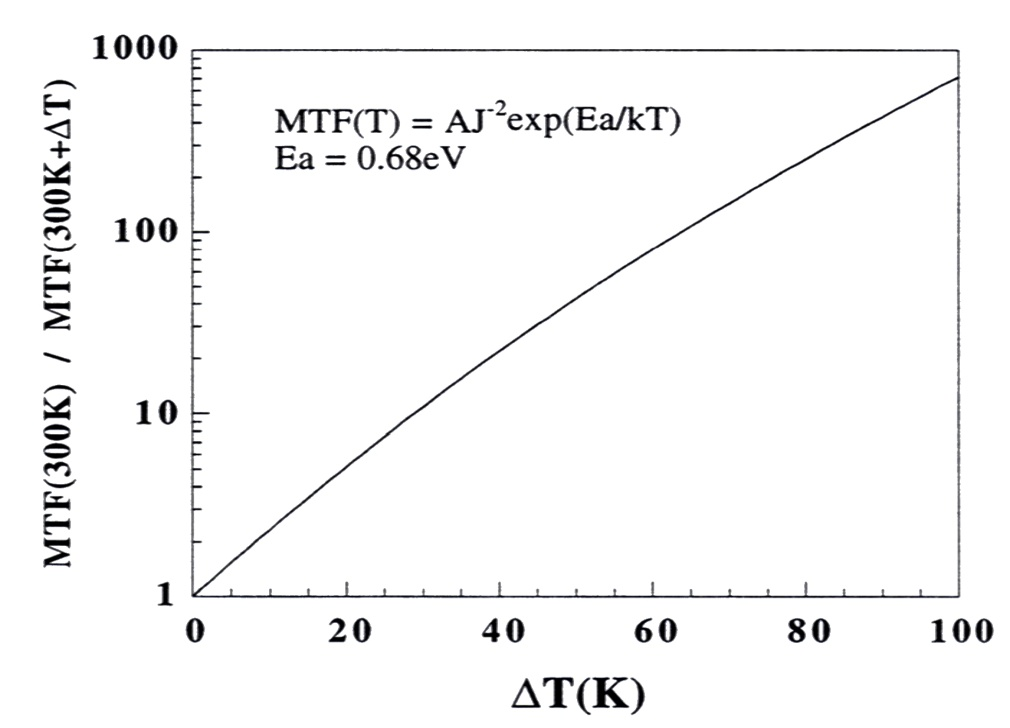 1000
MTF(T) = AJ⁻²exp(Ea/kT)
Ea = 0.68eV
100
10
1
MTF(300K) / MTF(300K+ΔT)
0 20 40 60 80 100
ΔT(K)